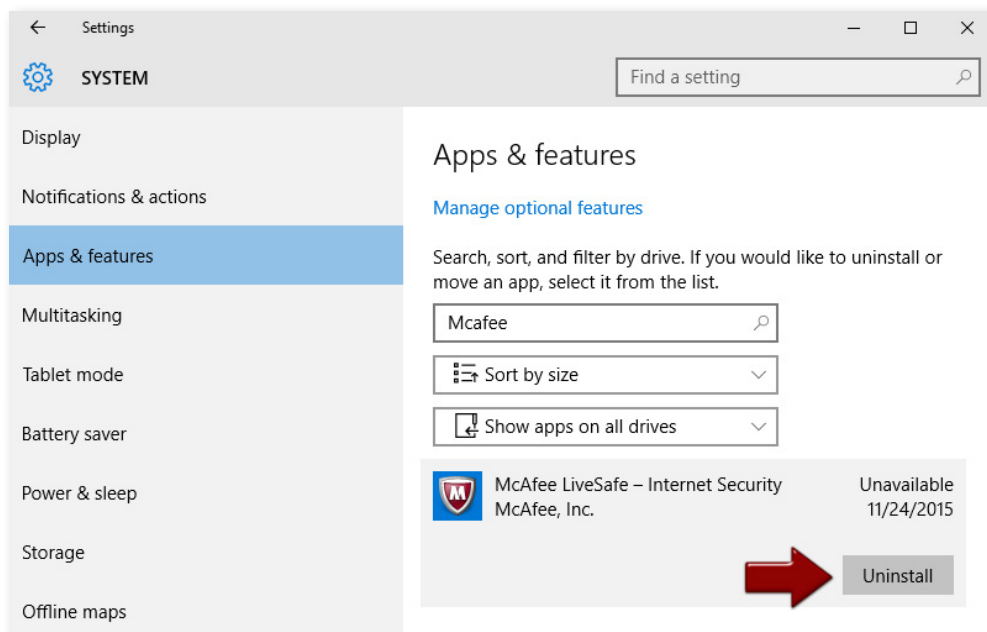 Settings
SYSTEM
Find a setting
Display
Notifications & actions
Apps & features
Multitasking
Tablet mode
Battery saver
Power & sleep
Storage
Offline maps
Apps & features
Manage optional features
Search, sort, and filter by drive. If you would like to uninstall or
move an app, select it from the list.
Mcafee
Sort by size
Show apps on all drives
McAfee LiveSafe – Internet Security
Unavailable
McAfee, Inc.
11/24/2015
Uninstall